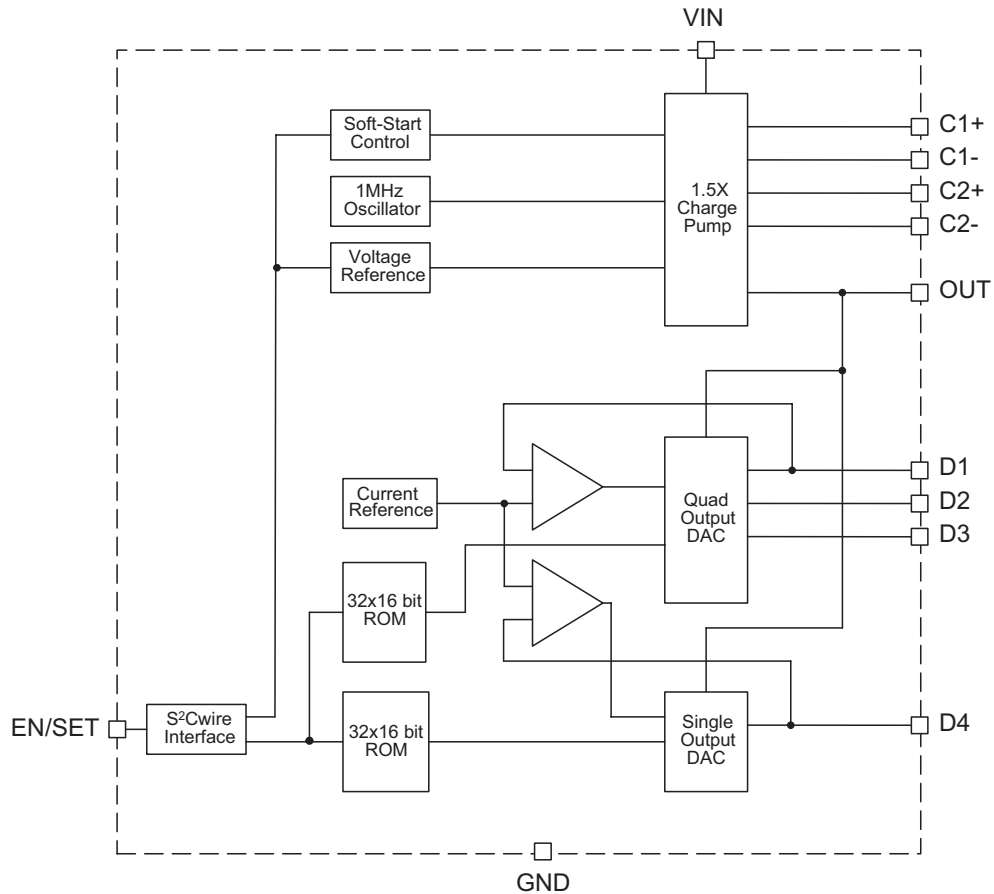 VIN
Soft-Start
Control
1MHz
Oscillator
Voltage
Reference
1.5X
Charge
Pump
C1+
C1-
C2+
C2-
OUT
Current
Reference
Quad
Output
DAC
D1
D2
D3
32x16 bit
ROM
EN/SET
S²Cwire
Interface
32x16 bit
ROM
Single
Output
DAC
D4
GND